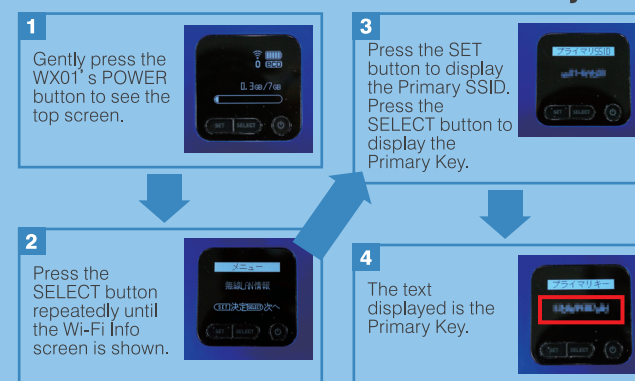 1
Gently press the
WX01's POWER
button to see the
top screen.
0 eco
0.3GB/7GB
SET SELECT
2
Press the
SELECT button
repeatedly until
the Wi-Fi Info
screen is shown.
メニュー
無線LAN情報
SET決定 SELECT次へ
SET SELECT
3
Press the SET
button to display
the Primary SSID.
Press the
SELECT button to
display the
Primary Key.
プライマリSSID
SET SELECT
4
The text
displayed is the
Primary Key.
プライマリキー
SET SELECT